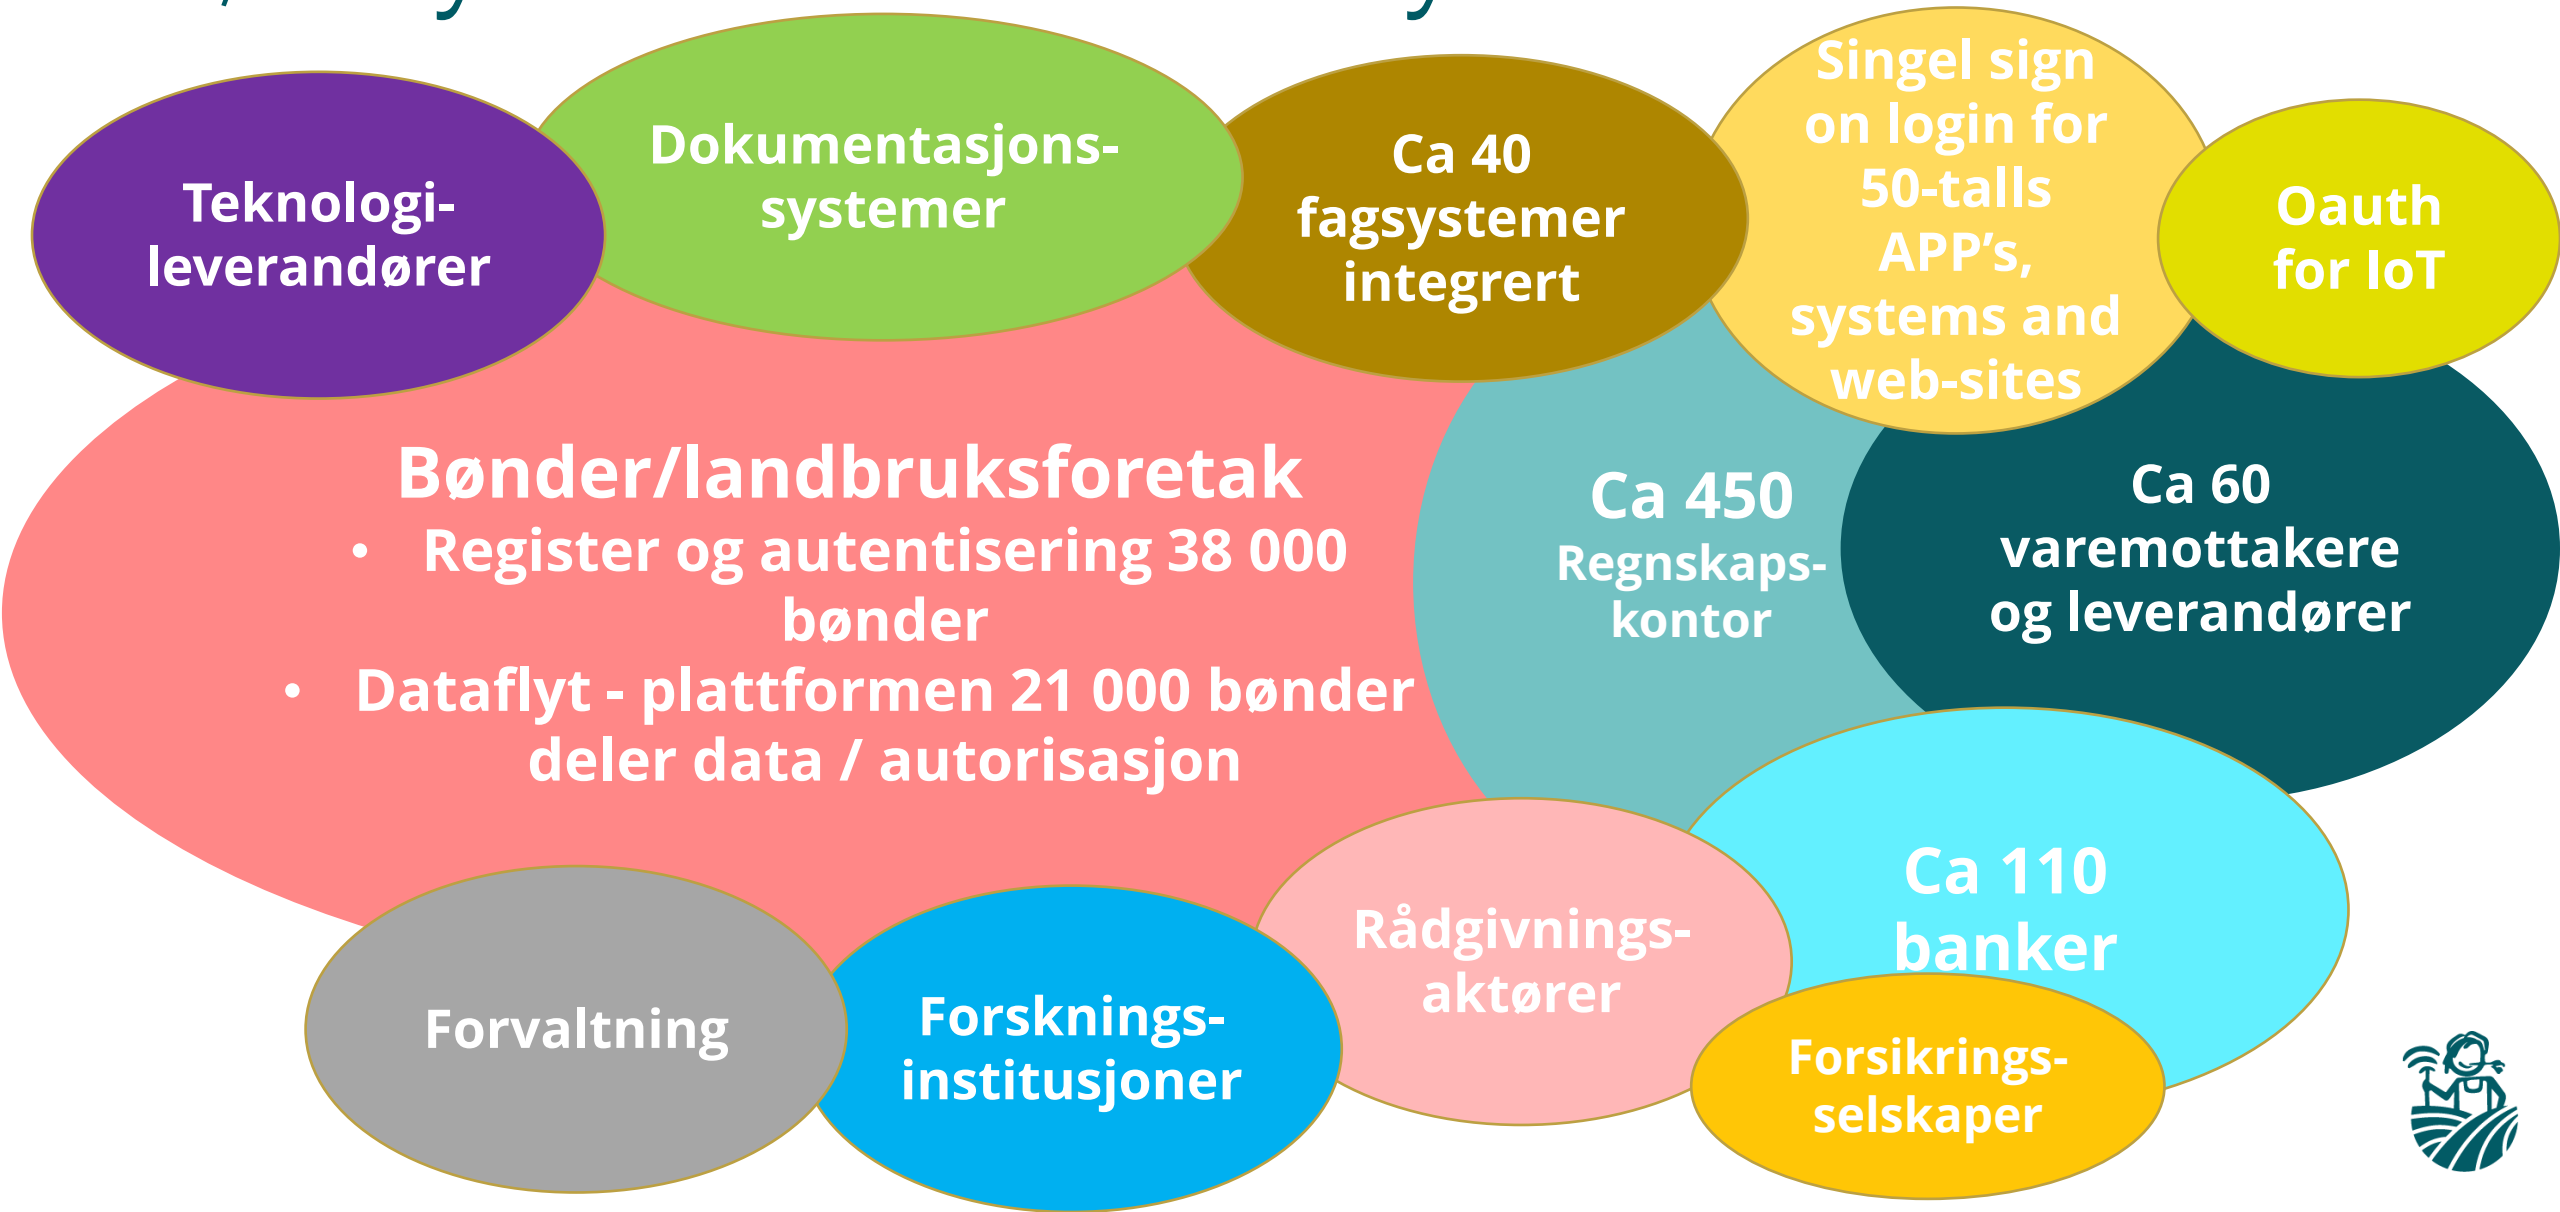 Teknologi-
leverandører
Dokumentasjons-
systemer
Ca 40
fagsystemer
integrert
Singel sign
on login for
50-talls
APP’s,
systems and
web-sites
Oauth
for IoT
Bønder/landbruksforetak
• Register og autentisering 38 000
bønder
• Dataflyt - plattformen 21 000 bønder
deler data / autorisasjon
Ca 450
Regnskaps-
kontor
Ca 60
varemottakere
og leverandører
Ca 110
banker
Rådgivnings-
aktører
Forsikrings-
selskaper
Forvaltning
Forsknings-
institusjoner